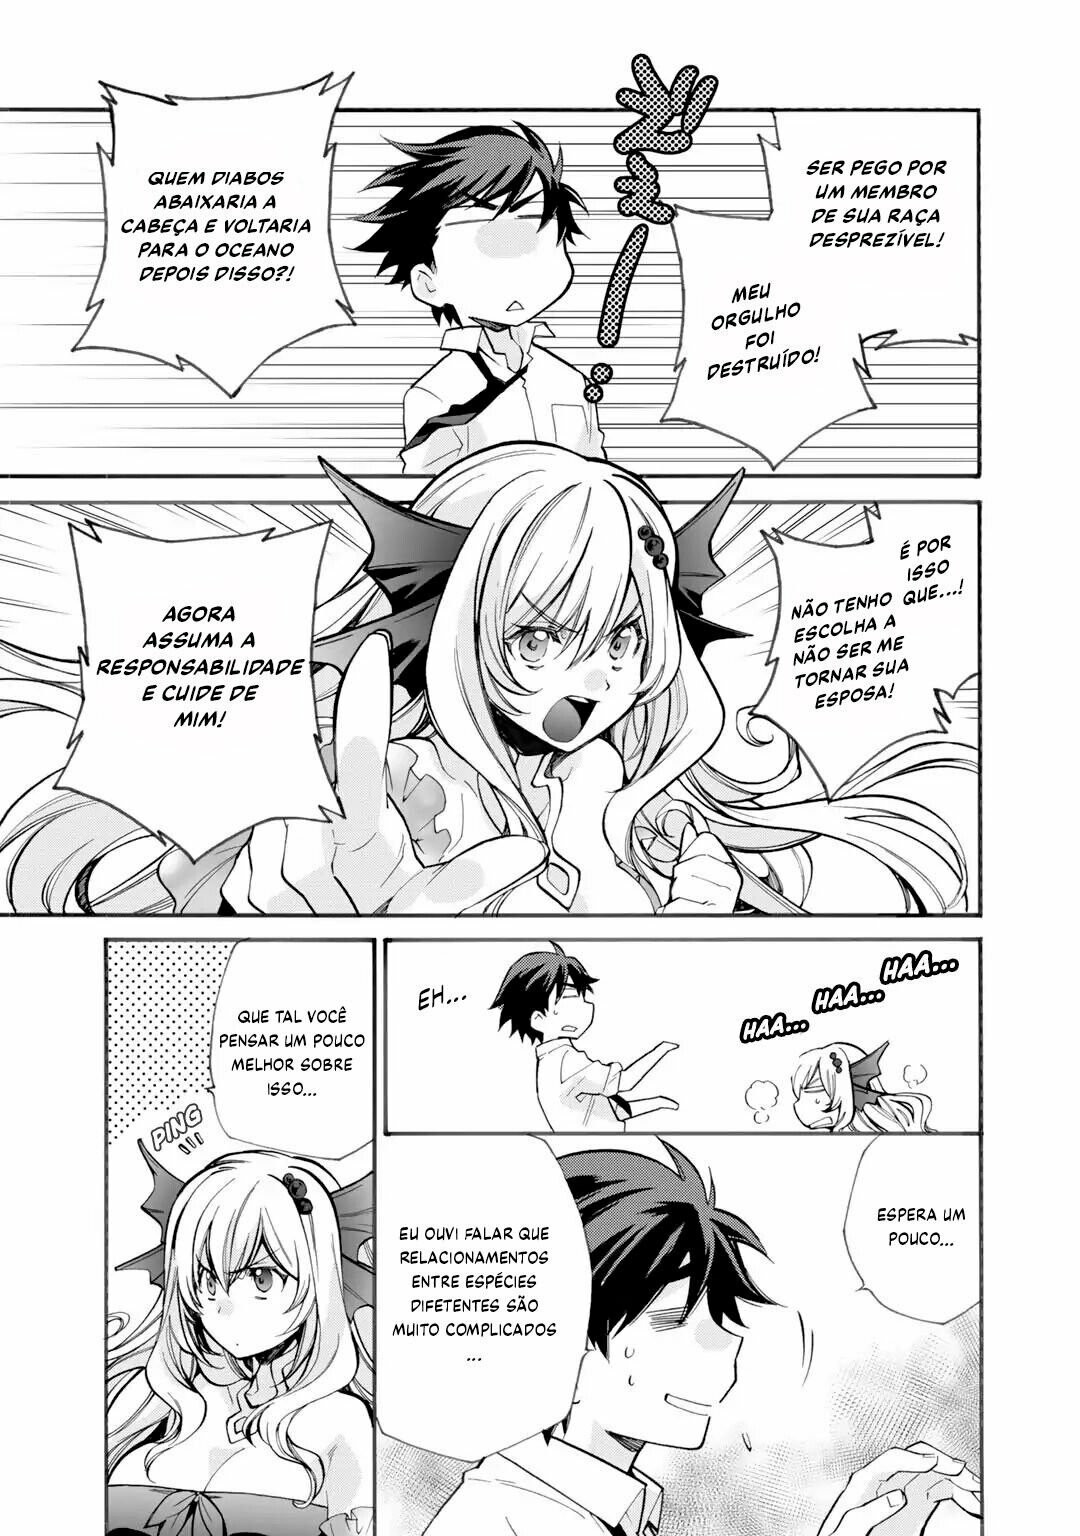 SER PEGO POR
UM MEMBRO
DE SUA RAÇA
DESPREZÍVEL!
MEU
ORGULHO
FOI
DESTRUÍDO!
QUEM DIABOS
ABAIXARIA A
CABEÇA E VOLTARIA
PARA O OCEANO
DEPOIS DISSO?!
É POR
ISSO
QUE...!
NÃO TENHO
ESCOLHA A
NÃO SER ME
TORNAR SUA
ESPOSA!
AGORA
ASSUMA A
RESPONSABILIDADE
E CUIDE DE
MIM!
HAA...
HAA...
HAA...
EH...
ESPERA UM
POUCO...
EU OUVI FALAR QUE
RELACIONAMENTOS
ENTRE ESPÉCIES
DIFETENTES SÃO
MUITO COMPLICADOS
...
QUE TAL VOCÊ
PENSAR UM POUCO
MELHOR SOBRE
ISSO...
PING